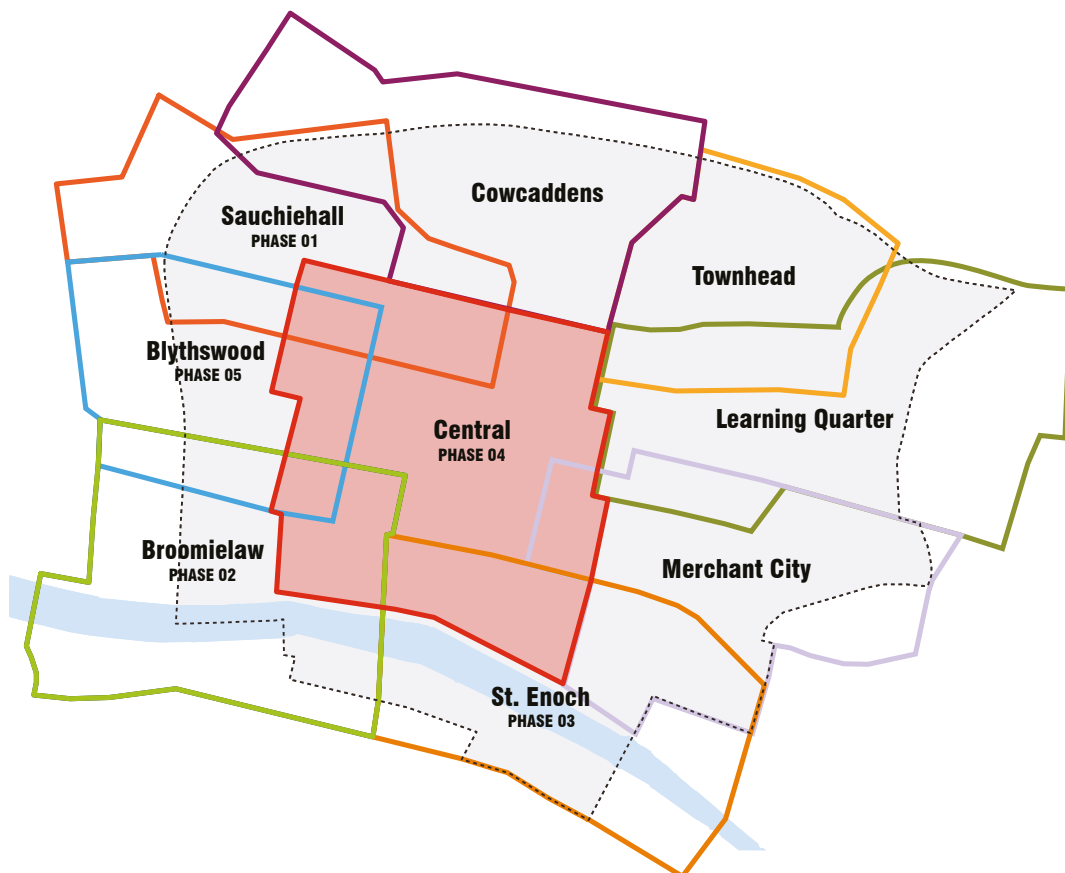 Cowcaddens
Sauchiehall
PHASE 01
Townhead
Blythswood
PHASE 05
Learning Quarter
Central
PHASE 04
Broomielaw
PHASE 02
Merchant City
St. Enoch
PHASE 03